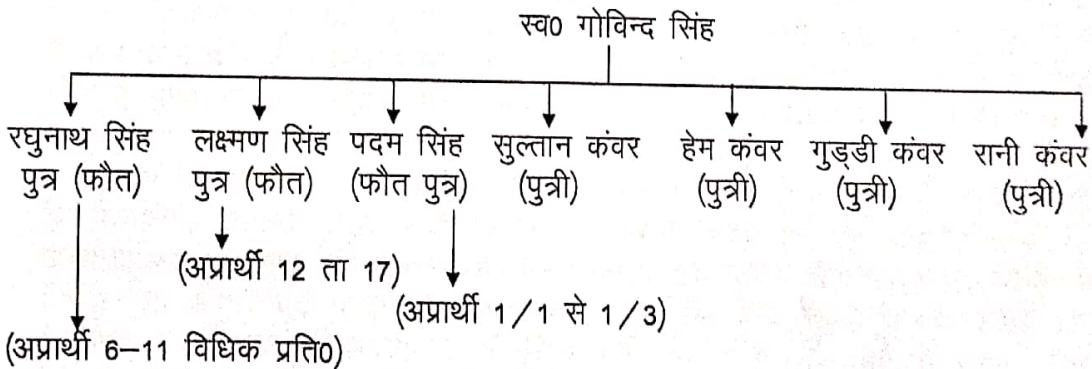 स्व0 गोविन्द सिंह
रघुनाथ सिंह लक्ष्मण सिंह पदम सिंह सुल्तान कंवर हेम कंवर गुड्डी कंवर रानी कंवर
पुत्र (फौत) पुत्र (फौत) (फौत पुत्र) (पुत्री) (पुत्री) (पुत्री) (पुत्री)
(अप्रार्थी 12 ता 17)
(अप्रार्थी 1/1 से 1/3)
(अप्रार्थी 6–11 विधिक प्रति0)